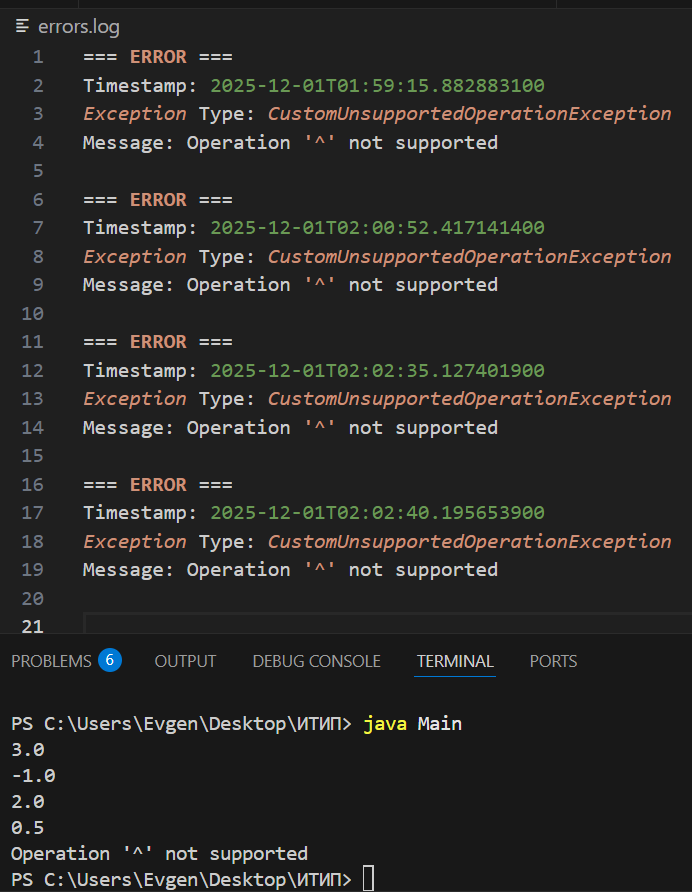 errors.log
1 === ERROR ===
2 Timestamp: 2025-12-01T01:59:15.882883100
3 Exception Type: CustomUnsupportedOperationException
4 Message: Operation '^' not supported
5
6 === ERROR ===
7 Timestamp: 2025-12-01T02:00:52.417141400
8 Exception Type: CustomUnsupportedOperationException
9 Message: Operation '^' not supported
10
11 === ERROR ===
12 Timestamp: 2025-12-01T02:02:35.127401900
13 Exception Type: CustomUnsupportedOperationException
14 Message: Operation '^' not supported
15
16 === ERROR ===
17 Timestamp: 2025-12-01T02:02:40.195653900
18 Exception Type: CustomUnsupportedOperationException
19 Message: Operation '^' not supported
20
21
PROBLEMS 6 OUTPUT DEBUG CONSOLE TERMINAL PORTS
PS C:\Users\Evgen\Desktop\ИТИП> java Main
3.0
-1.0
2.0
0.5
Operation '^' not supported
PS C:\Users\Evgen\Desktop\ИТИП>